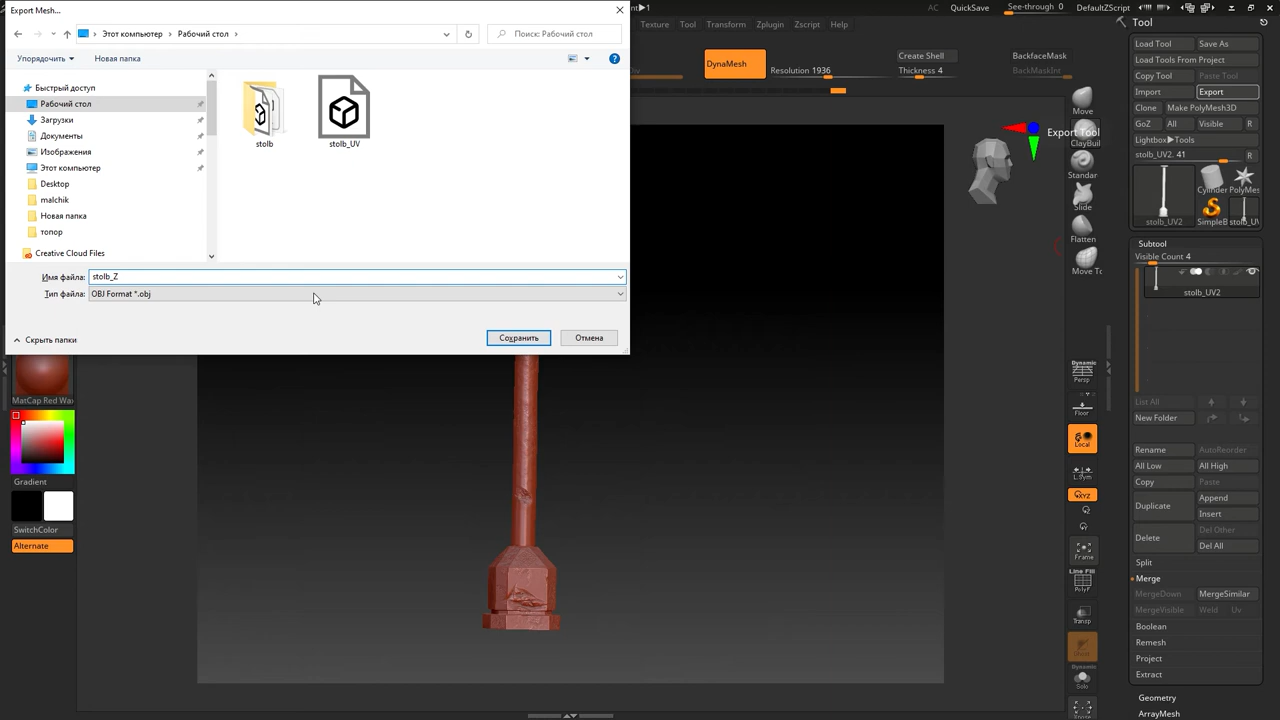 Export Mesh...
Этот компьютер
Рабочий стол
Поиск: Рабочий стол
Упорядочить
Новая папка
Быстрый доступ
Рабочий стол
Загрузки
Документы
Изображения
Этот компьютер
Desktop
malchik
Новая папка
топор
Creative Cloud Files
stolb
stolb_UV
Имя файла:
stolb_Z
Тип файла:
OBJ Format *.obj
Скрыть папки
Сохранить
Отмена
AC
QuickSave
See-through 0
DefaultZScript
Texture
Tool
Transform
Zplugin
Zscript
Help
DynaMesh
Resolution 1936
Create Shell
Thickness 4
BackfaceMask
BackMaskInt
Export Tool
Move
ClayBuil
Standar
Slide
Flatten
Move To
Dynamic
Persp
Floor
Local
L.Sym
Frame
Line Fill
PolyF
Transp
Ghost
Dynamic
Solo
MatCap Red Wax
Gradient
SwitchColor
Alternate
Tool
Load Tool
Save As
Load Tools From Project
Copy Tool
Paste Tool
Import
Export
Clone
Make PolyMesh3D
GoZ
All
Visible
R
Lightbox▶Tools
stolb_UV2. 41
R
stolb_UV2
Cylinder
PolyMes
SimpleB
stolb_UV
Subtool
Visible Count 4
stolb_UV2
List All
New Folder
Rename
AutoReorder
All Low
All High
Copy
Paste
Duplicate
Append
Insert
Delete
Del Other
Del All
Split
Merge
MergeDown
MergeSimilar
MergeVisible
Weld
Uv
Boolean
Remesh
Project
Extract
Geometry
ArrayMesh